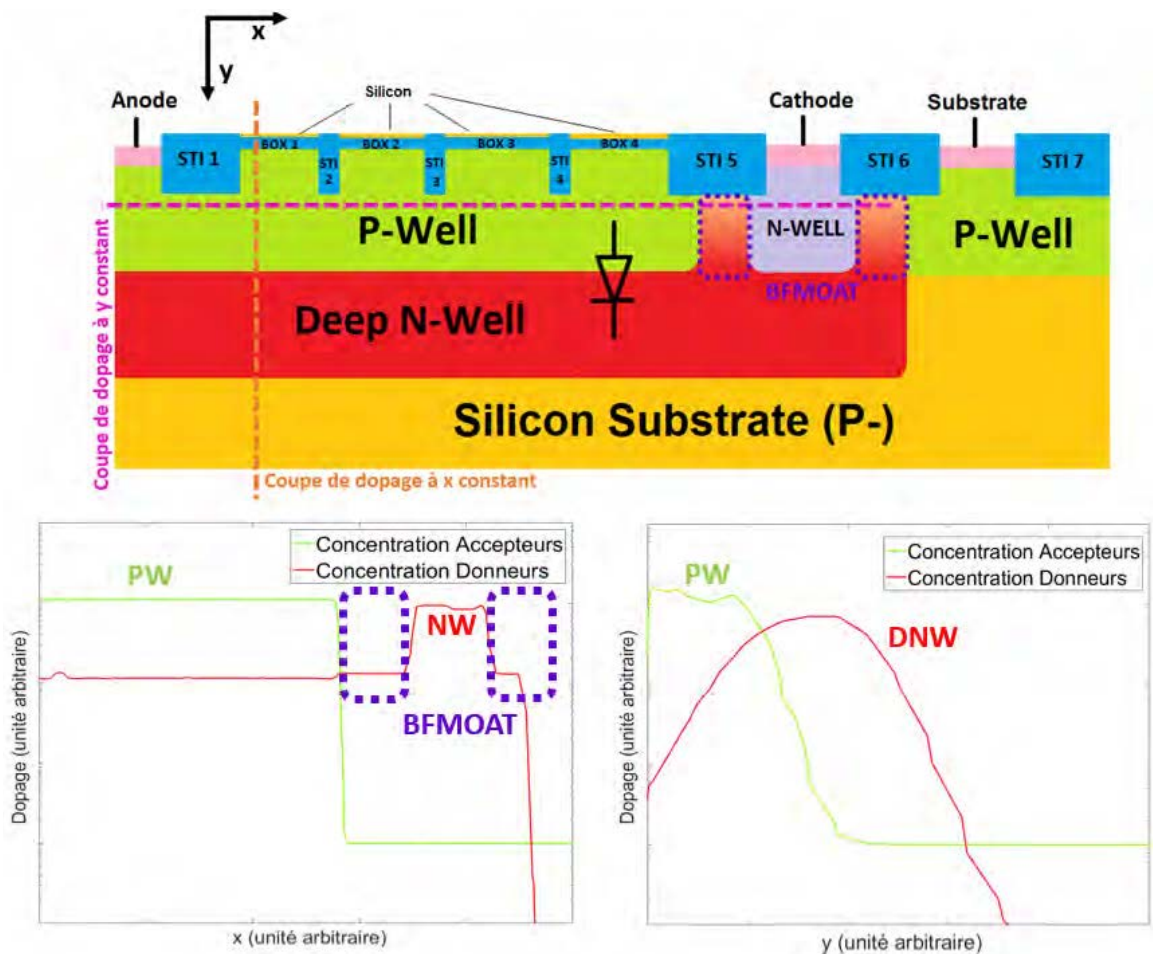 x
y
Anode
Silicon
Cathode
Substrate
STI 1
BOX 1
STI
2
BOX 2
STI
3
BOX 3
STI
4
BOX 4
STI 5
STI 6
STI 7
P-Well
N-WELL
P-Well
BFMOAT
Deep N-Well
Silicon Substrate (P-)
Coupe de dopage à y constant
Coupe de dopage à x constant
Concentration Accepteurs
Concentration Donneurs
PW
NW
BFMOAT
Dopage (unité arbitraire)
x (unité arbitraire)
Concentration Accepteurs
Concentration Donneurs
PW
DNW
Dopage (unité arbitraire)
y (unité arbitraire)